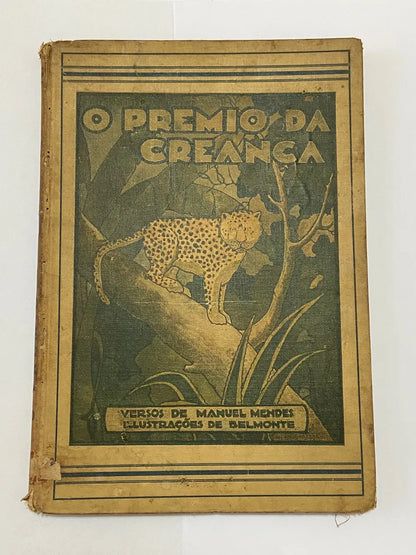 O PREMIO DA
CREANÇA
VERSOS DE MANUEL MENDES
ILLUSTRAÇÕES DE BELMONTE